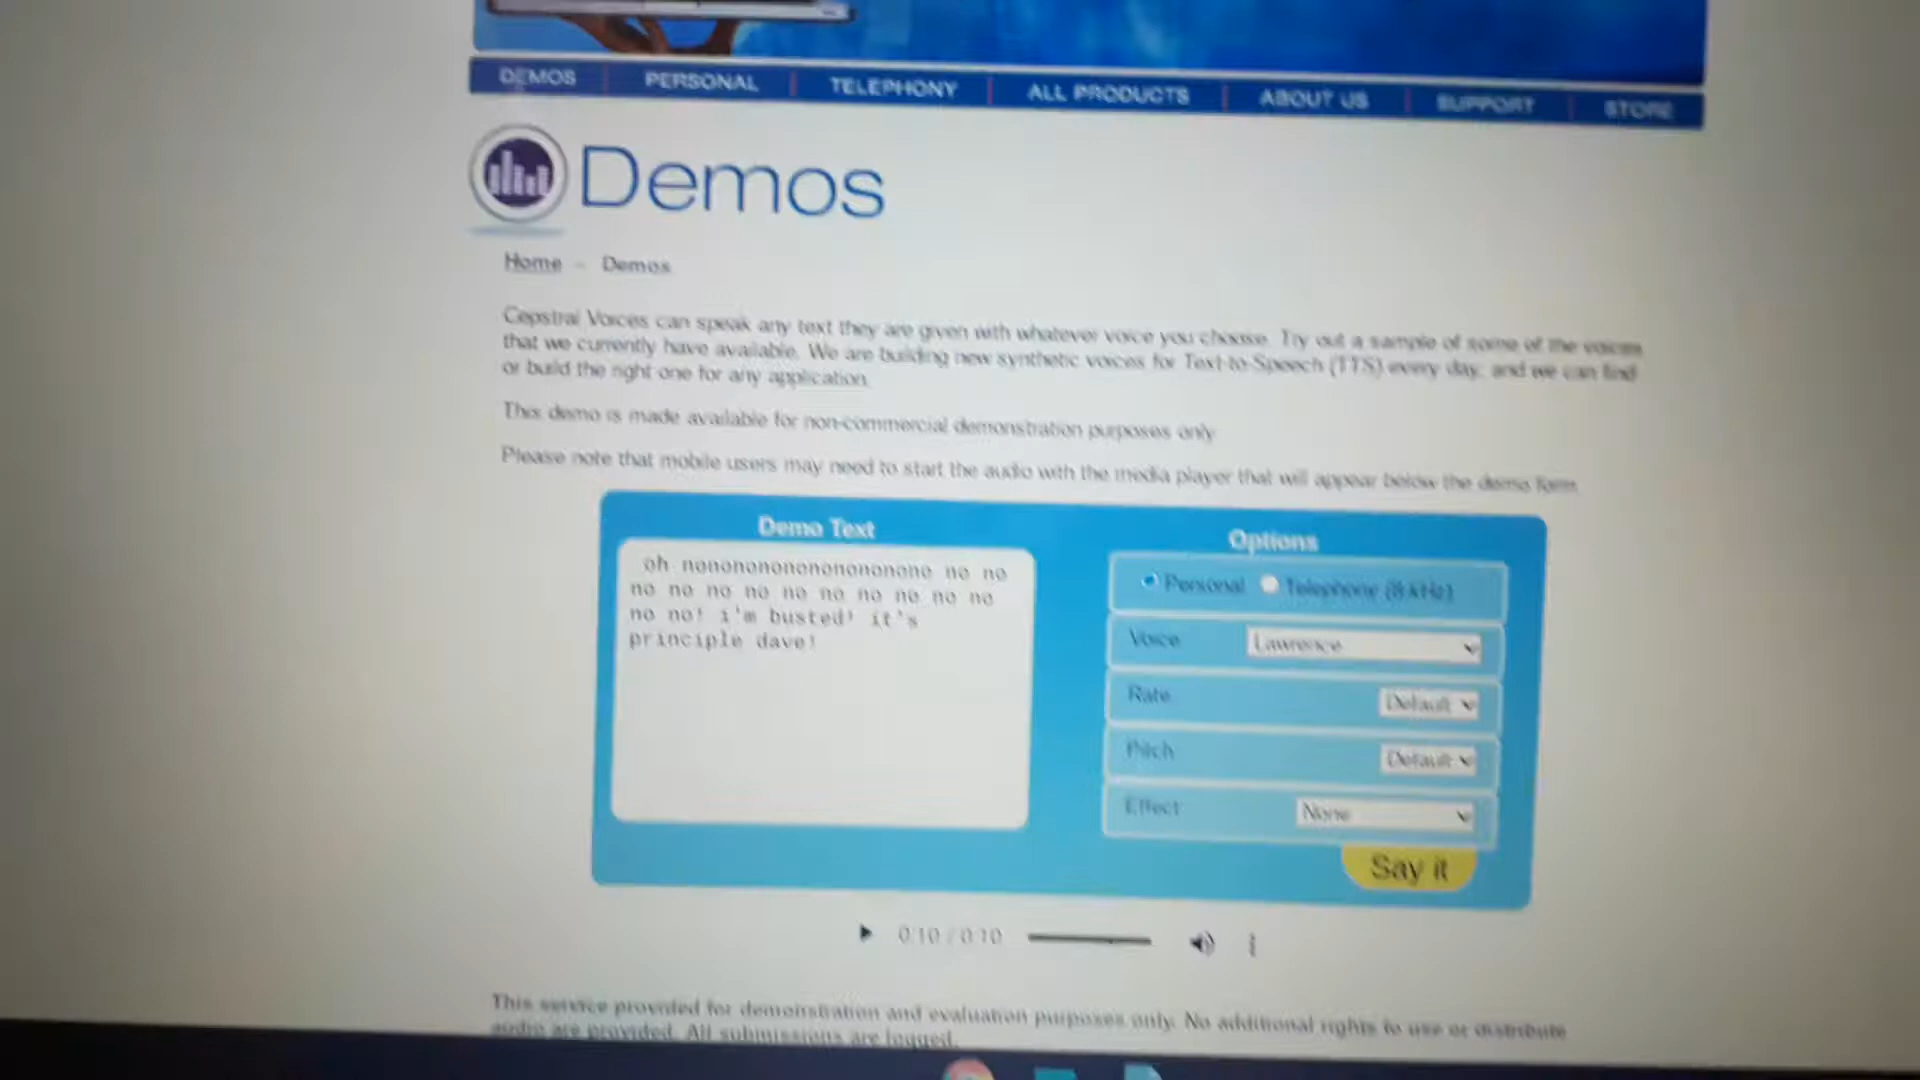 DEMOS PERSONAL TELEPHONY ALL PRODUCTS ABOUT US SUPPORT STORE
Demos
Home - Demos
Cepstral Voices can speak any text they are given with whatever voice you choose. Try out a sample of some of the voices
that we currently have available. We are building new synthetic voices for Text-to-Speech (TTS) every day, and we can find
or build the right one for any application.
This demo is made available for non-commercial demonstration purposes only.
Please note that mobile users may need to start the audio with the media player that will appear below the demo form.
Demo Text
oh nononononononononono no no
no no no no no no no no no no
no no! i'm busted! it's
principle dave!
Options
Personal Telephone (8 kHz)
Voice Lawrence
Rate Default
Pitch Default
Effect None
Say it
0:10 / 0:10
This service provided for demonstration and evaluation purposes only. No additional rights to use or distribute
audio are provided. All submissions are logged.